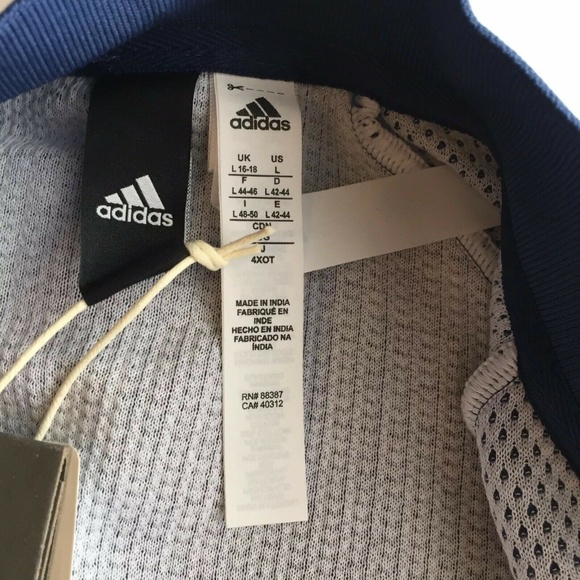 adidas
adidas
UK US
L 16-18 L
F D
L 44-46 L 42-44
I E
L 48-50 L 42-44
CDN
J
4XOT
MADE IN INDIA
FABRIQUÉ EN
INDE
HECHO EN INDIA
FABRICADO NA
ÍNDIA
RN# 88387
CA# 40312